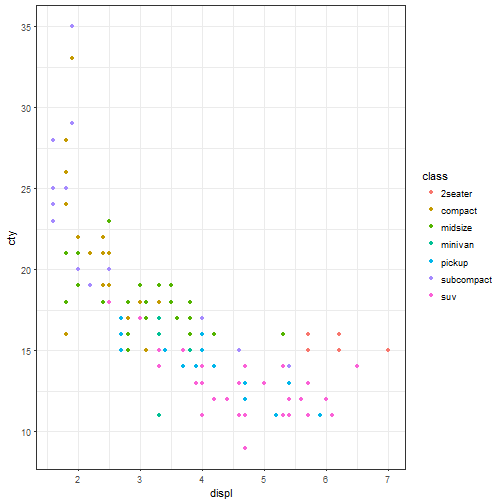 35
30
25
20
15
10
cty
2 3 4 5 6 7
displ
class
2seater
compact
midsize
minivan
pickup
subcompact
suv